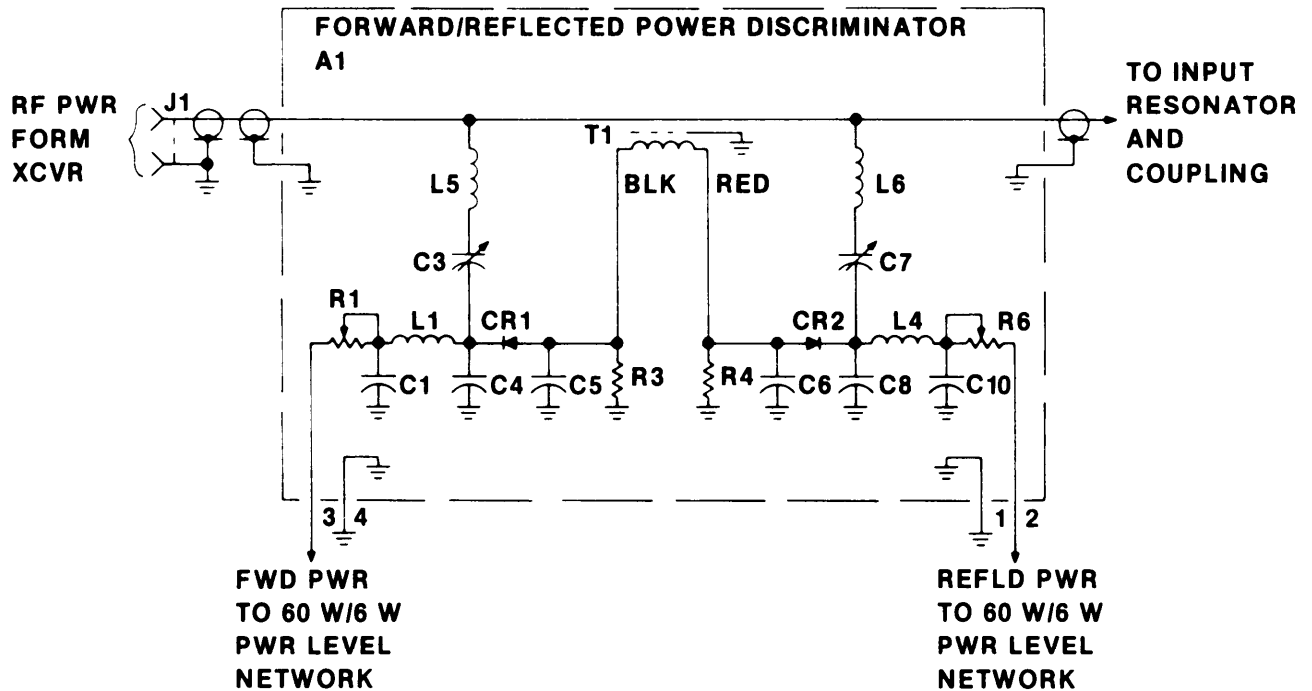 FORWARD/REFLECTED POWER DISCRIMINATOR
A1
RF PWR
FORM
XCVR
J1
TO INPUT
RESONATOR
AND
COUPLING
T1
L5
BLK
RED
L6
C3
C7
R1
L1
CR1
CR2
L4
R6
C1
C4
C5
R3
R4
C6
C8
C10
3
4
1
2
FWD PWR
TO 60 W/6 W
PWR LEVEL
NETWORK
REFLD PWR
TO 60 W/6 W
PWR LEVEL
NETWORK